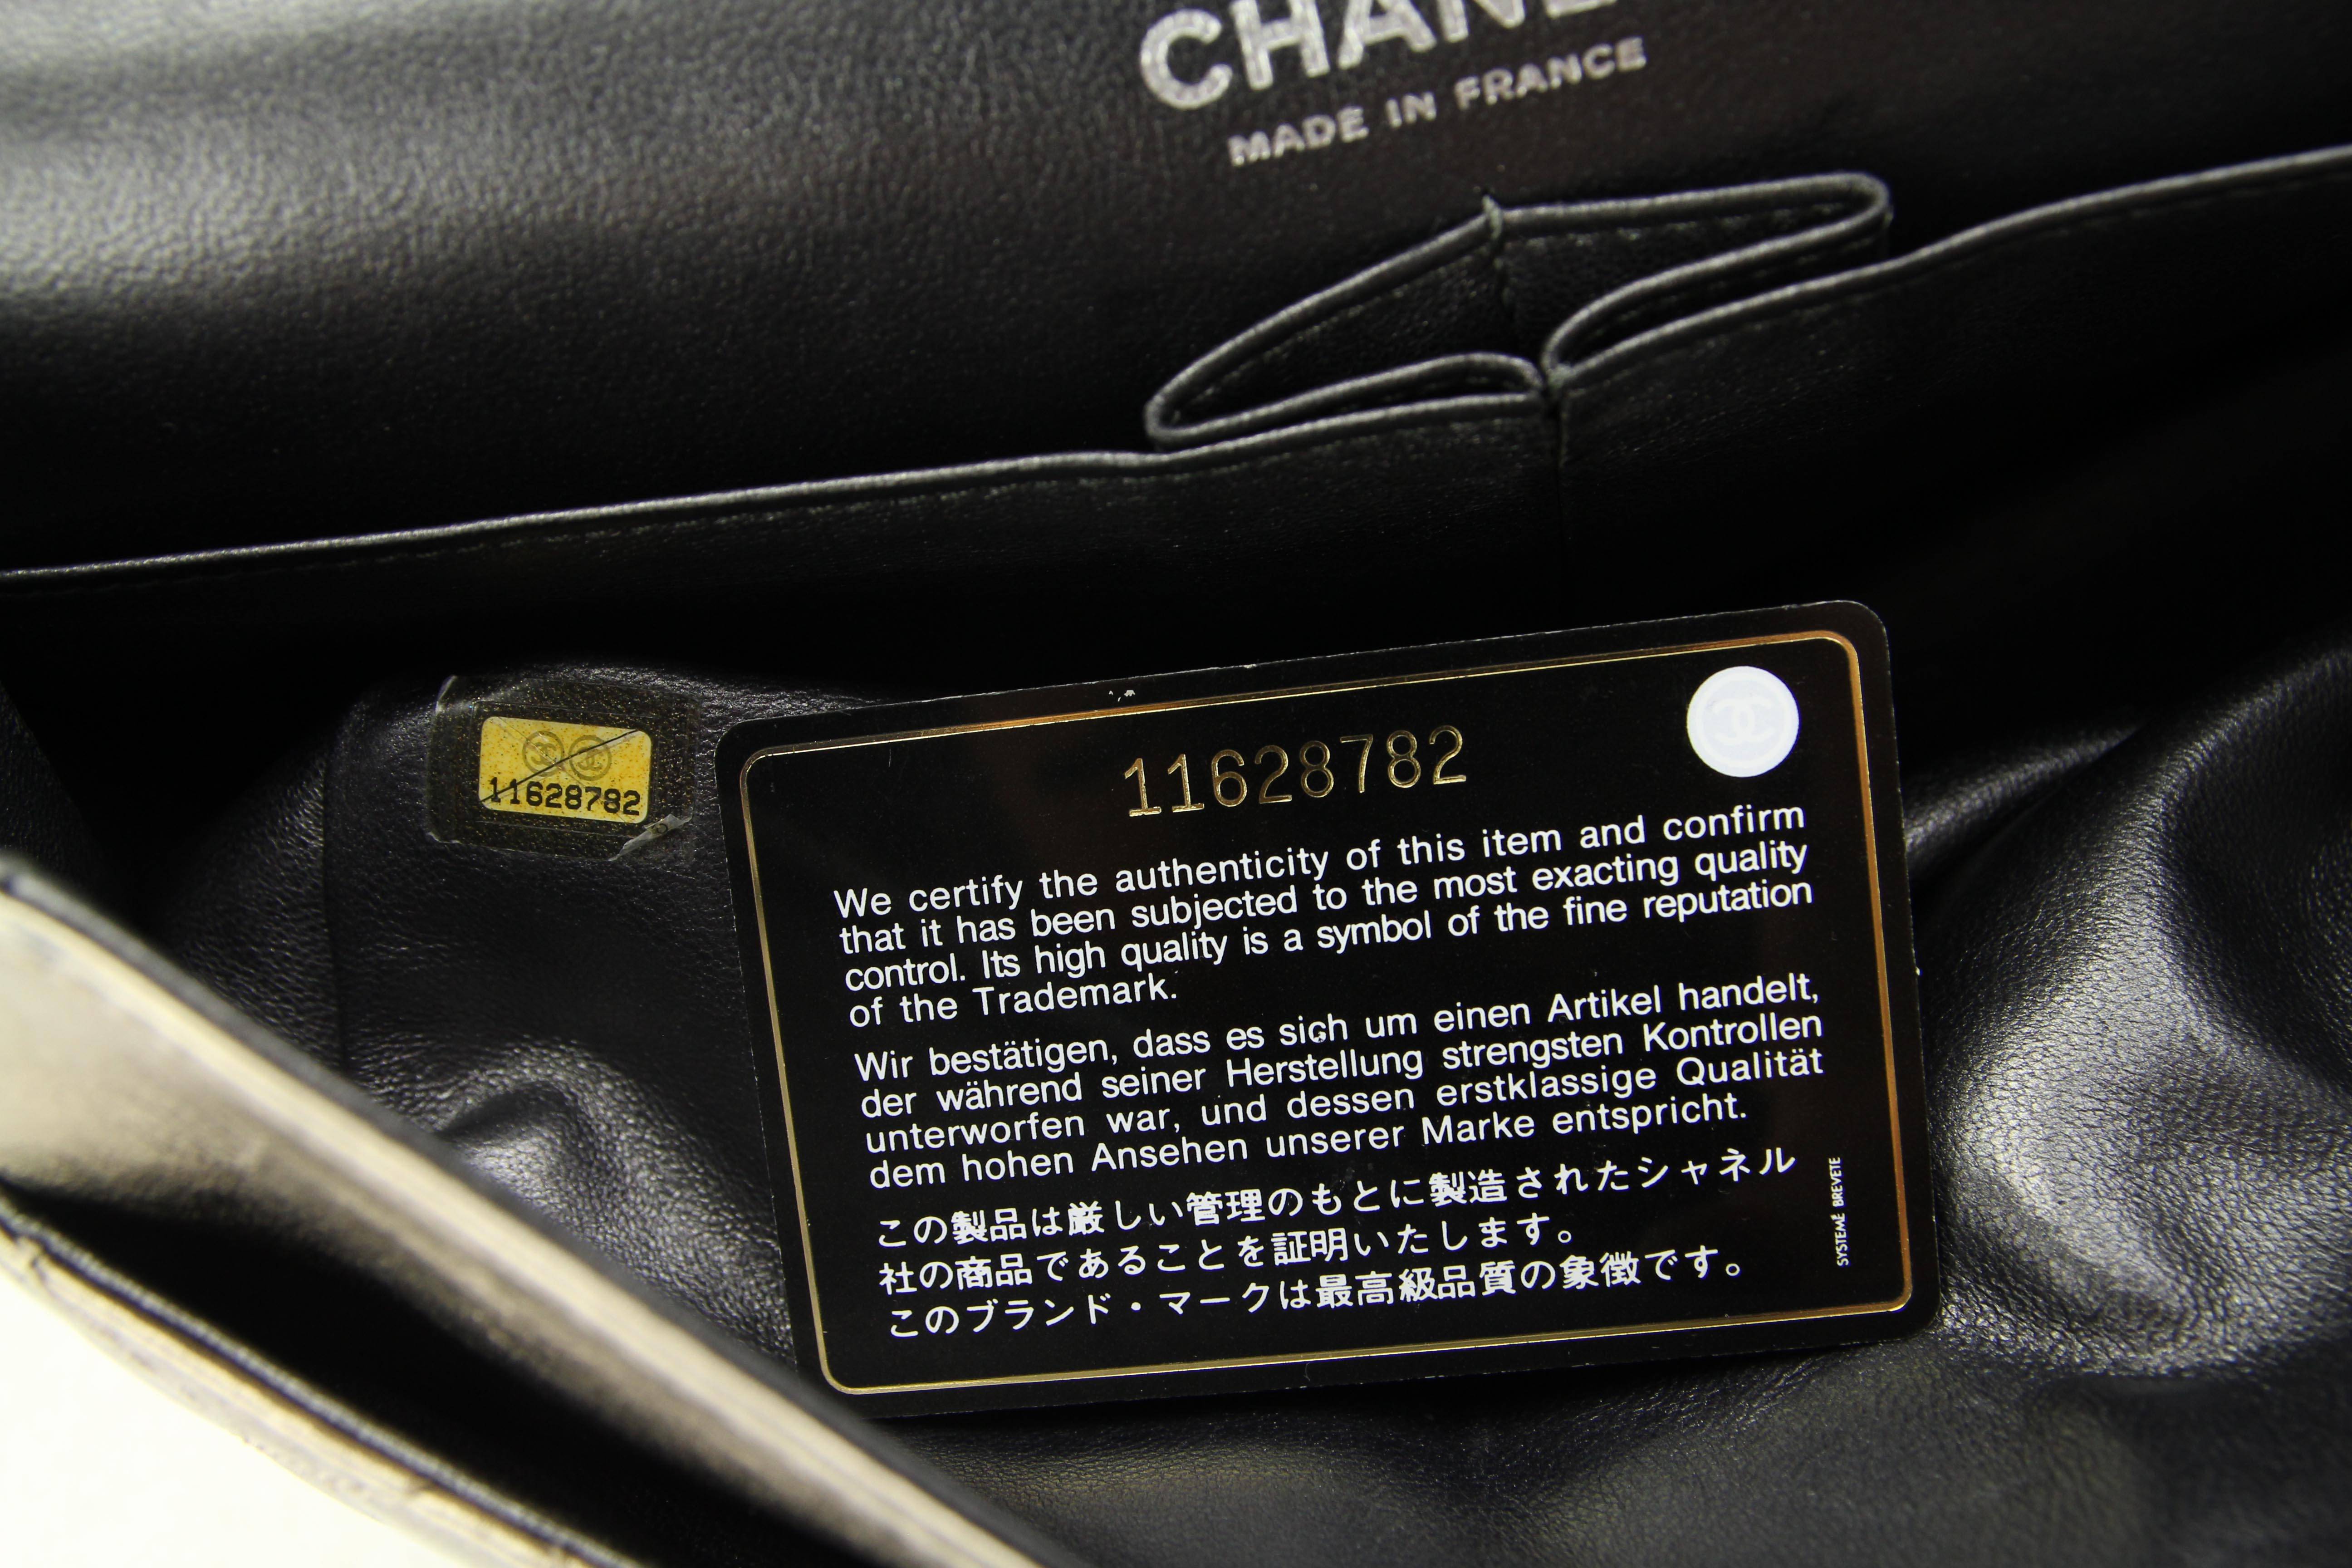 CHANE
MADE IN FRANCE
11628782
11628782
We certify the authenticity of this item and confirm
that it has been subjected to the most exacting quality
control. Its high quality is a symbol of the fine reputation
of the Trademark.
Wir bestätigen, dass es sich um einen Artikel handelt,
der während seiner Herstellung strengsten Kontrollen
unterworfen war, und dessen erstklassige Qualität
dem hohen Ansehen unserer Marke entspricht.
この製品は厳しい管理のもとに製造されたシャネル
社の商品であることを証明いたします。
このブランド・マークは最高級品質の象徴です。
SYSTEME BREVETE